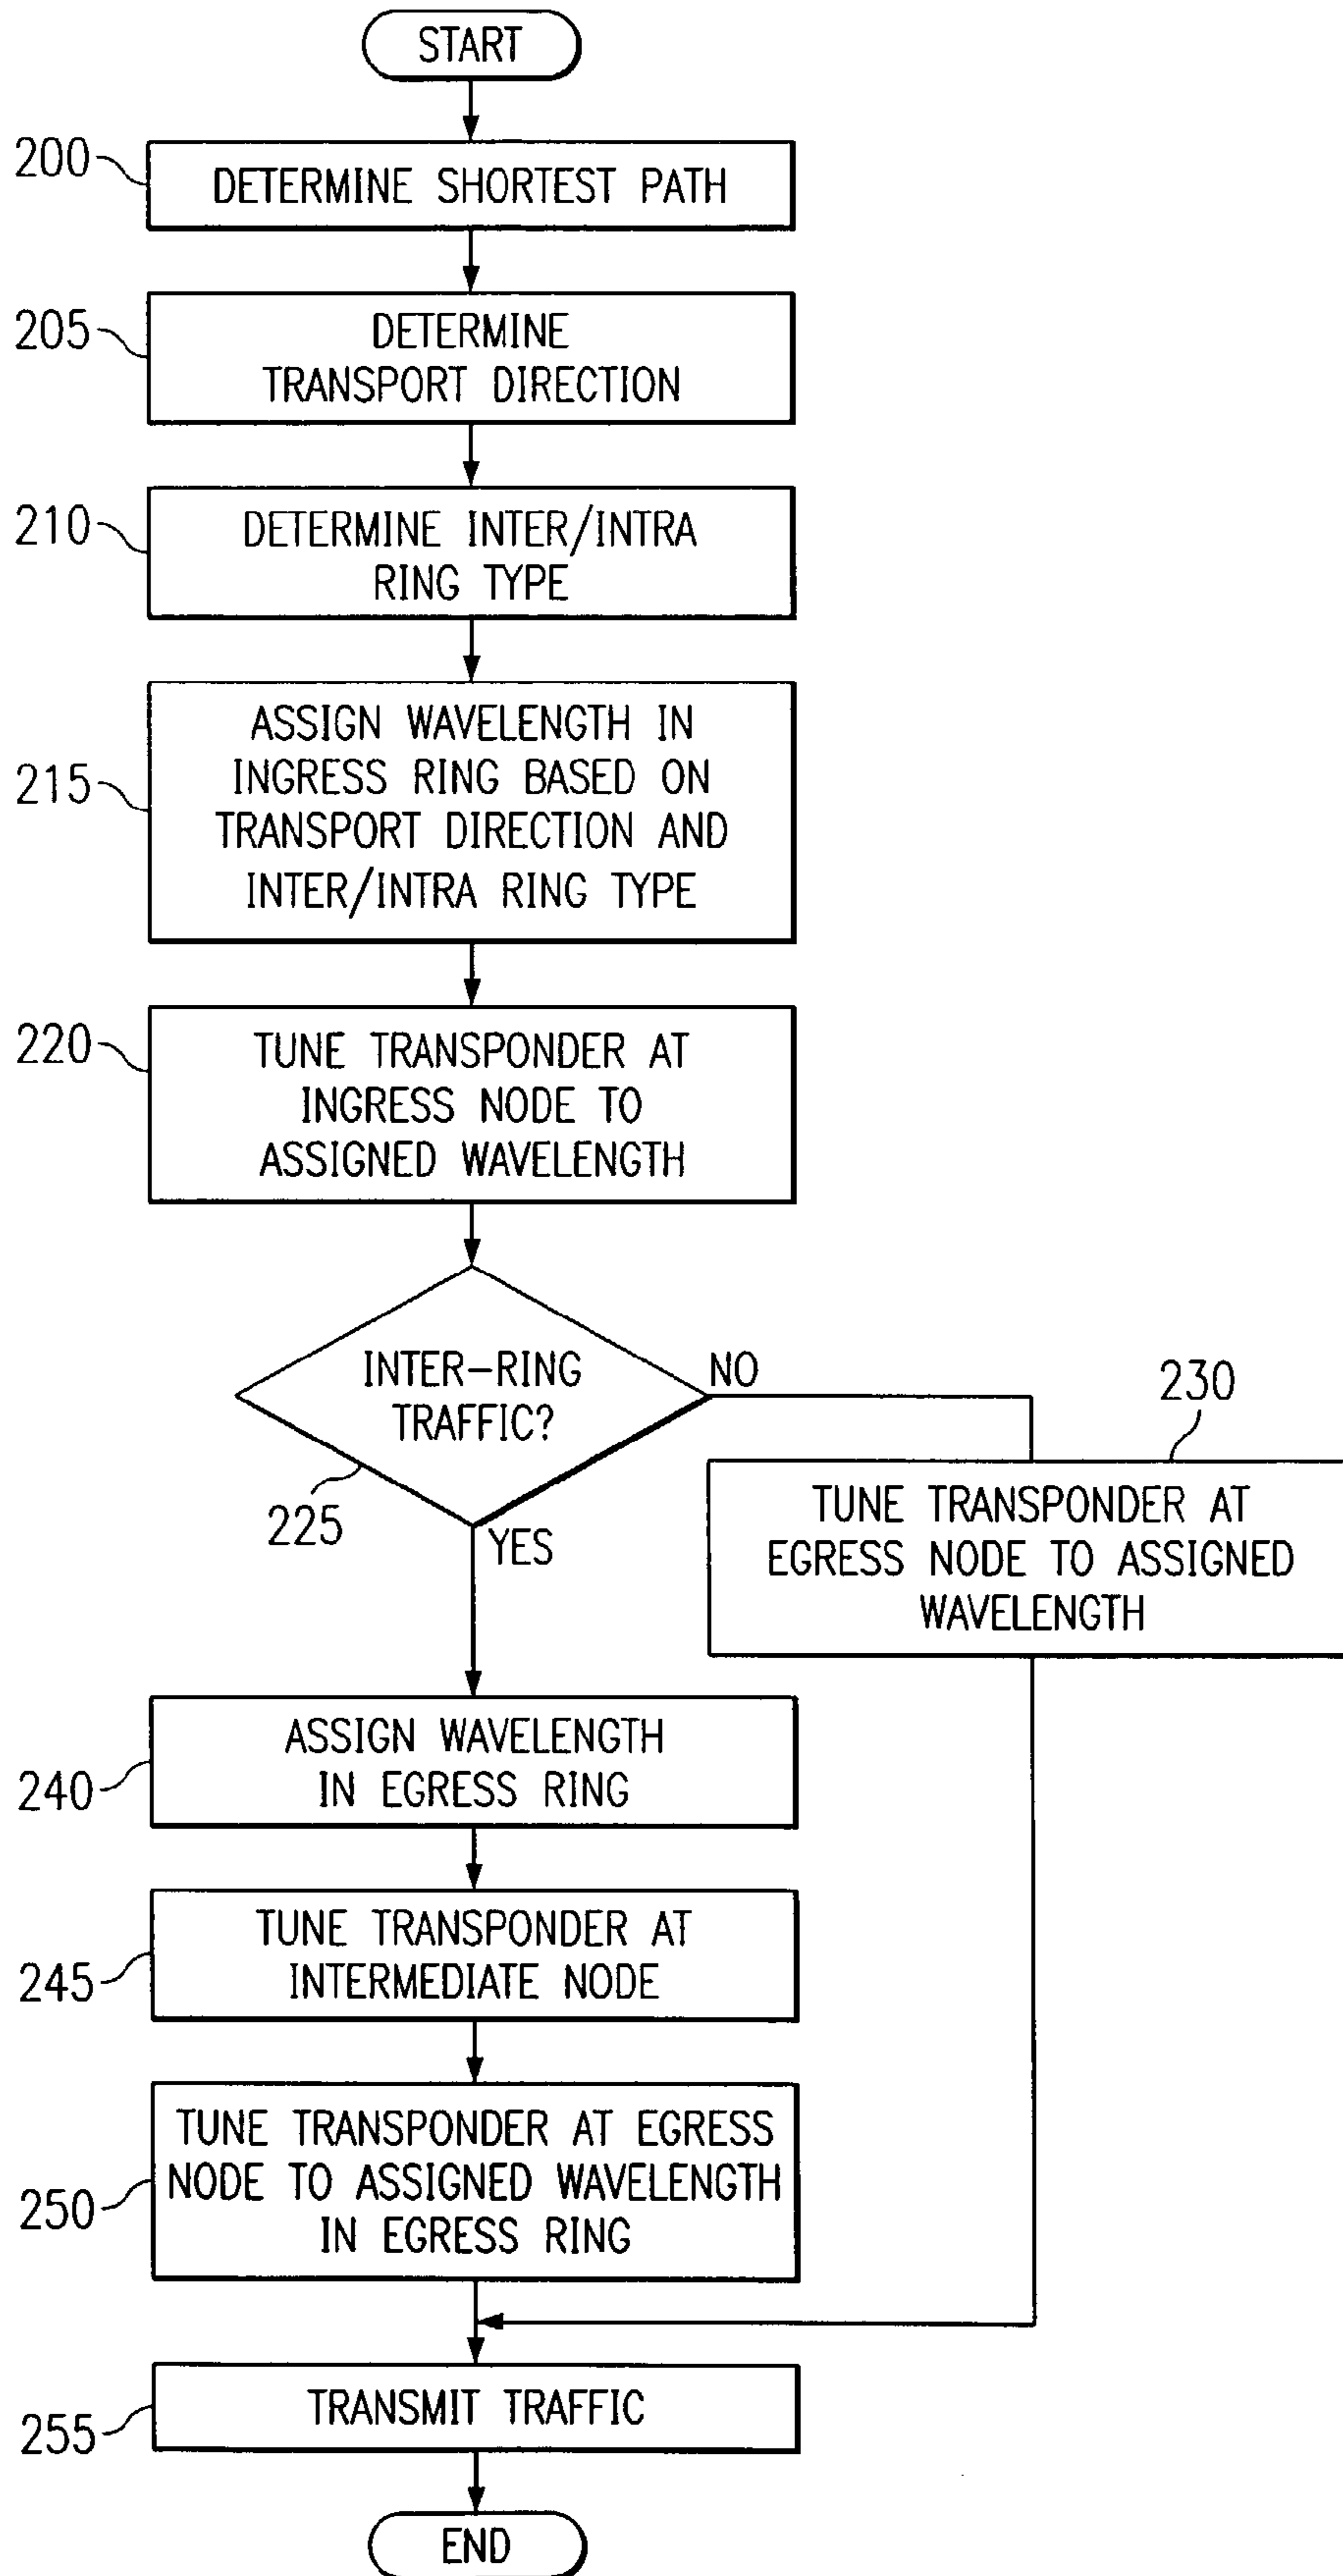 START
200
DETERMINE SHORTEST PATH
205
DETERMINE
TRANSPORT DIRECTION
210
DETERMINE INTER/INTRA
RING TYPE
215
ASSIGN WAVELENGTH IN
INGRESS RING BASED ON
TRANSPORT DIRECTION AND
INTER/INTRA RING TYPE
220
TUNE TRANSPONDER AT
INGRESS NODE TO
ASSIGNED WAVELENGTH
INTER-RING
TRAFFIC?
225
NO
YES
230
TUNE TRANSPONDER AT
EGRESS NODE TO ASSIGNED
WAVELENGTH
240
ASSIGN WAVELENGTH
IN EGRESS RING
245
TUNE TRANSPONDER AT
INTERMEDIATE NODE
250
TUNE TRANSPONDER AT EGRESS
NODE TO ASSIGNED WAVELENGTH
IN EGRESS RING
255
TRANSMIT TRAFFIC
END